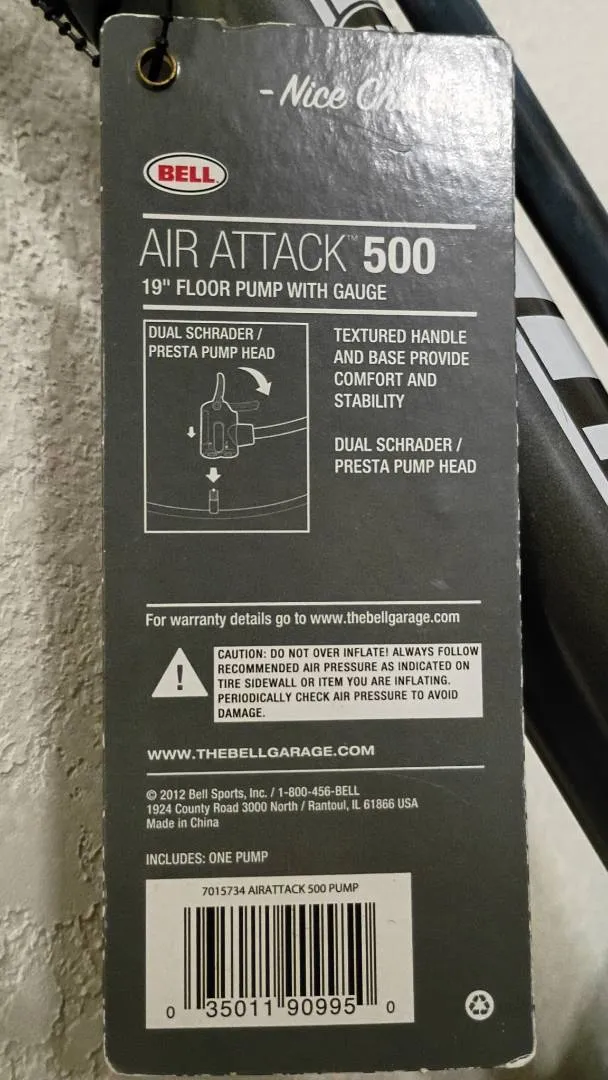 - Nice
BELL
AIR ATTACK™ 500
19" FLOOR PUMP WITH GAUGE
DUAL SCHRADER /
PRESTA PUMP HEAD
TEXTURED HANDLE
AND BASE PROVIDE
COMFORT AND
STABILITY
DUAL SCHRADER /
PRESTA PUMP HEAD
For warranty details go to www.thebellgarage.com
CAUTION: DO NOT OVER INFLATE! ALWAYS FOLLOW
RECOMMENDED AIR PRESSURE AS INDICATED ON
TIRE SIDEWALL OR ITEM YOU ARE INFLATING.
PERIODICALLY CHECK AIR PRESSURE TO AVOID
DAMAGE.
WWW.THEBELLGARAGE.COM
© 2012 Bell Sports, Inc. / 1-800-456-BELL
1924 County Road 3000 North / Rantoul, IL 61866 USA
Made in China
INCLUDES: ONE PUMP
7015734 AIRATTACK 500 PUMP
0 35011 90995 0